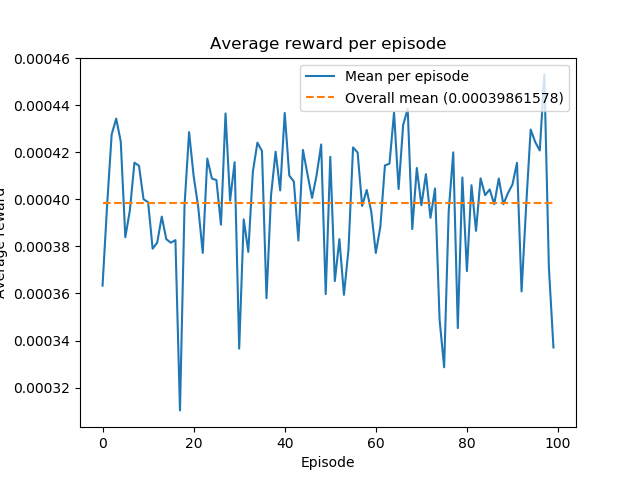 Average reward per episode
Mean per episode
Overall mean (0.00039861578)
0.00046
0.00044
0.00042
0.00040
0.00038
0.00036
0.00034
0.00032
Average reward
0
20
40
60
80
100
Episode